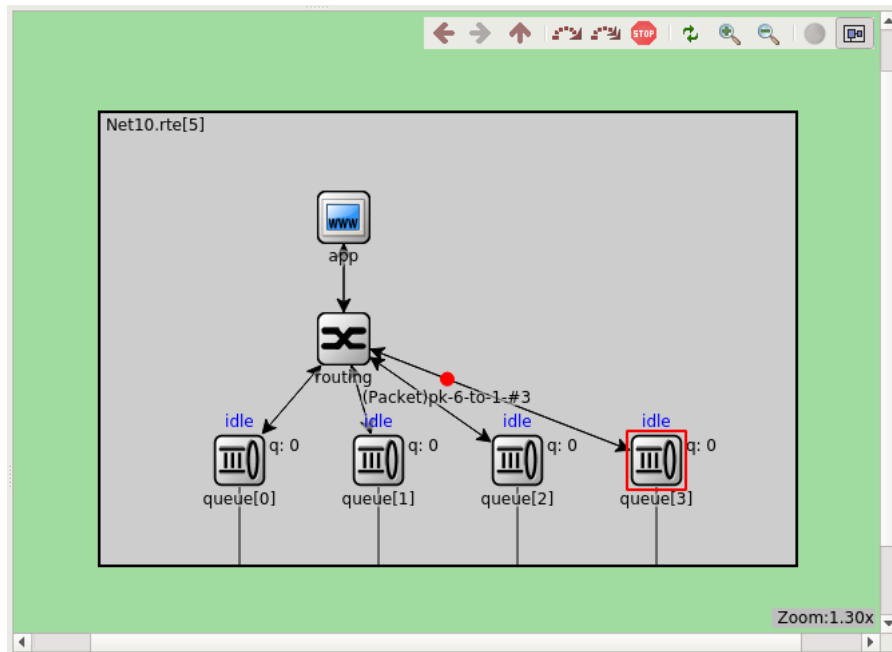 STOP
Net10.rte[5]
www
app
routing
(Packet)pk-6-to-1-#3
idle idle idle idle
q: 0 q: 0 q: 0 q: 0
queue[0] queue[1] queue[2] queue[3]
Zoom:1.30x